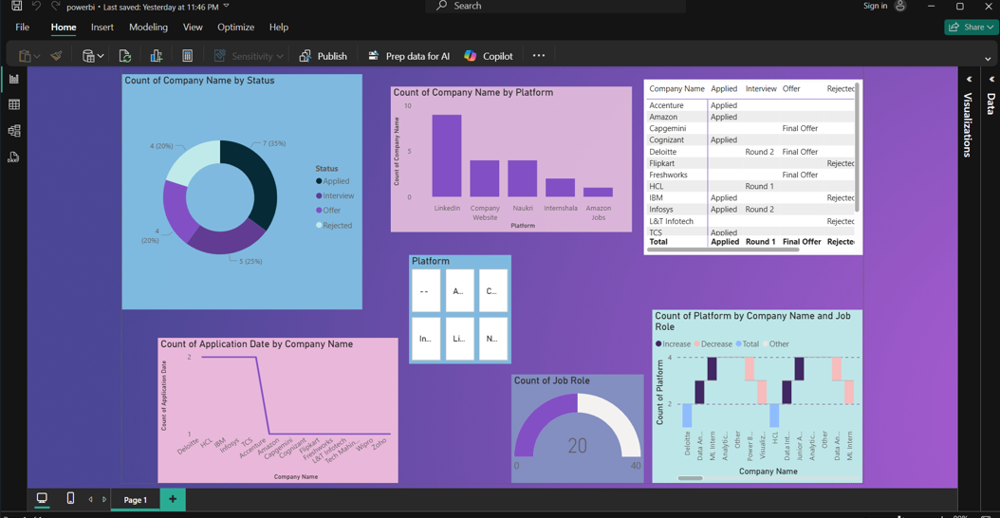 powerbi • Last saved: Yesterday at 11:46 PM
Search
Sign in
File Home Insert Modeling View Optimize Help
Share
Sensitivity
Publish
Prep data for AI
Copilot
Count of Company Name by Status
4 (20%)
7 (35%)
4
(20%)
5 (25%)
Status
Applied
Interview
Offer
Rejected
Count of Company Name by Platform
Count of Company Name
10
5
0
LinkedIn
Company
Website
Naukri
Internshala
Amazon
Jobs
Platform
Company Name Applied Interview Offer Rejected
Accenture Applied
Amazon Applied
Capgemini Final Offer
Cognizant Applied
Deloitte Round 2 Final Offer
Flipkart Rejected
Freshworks Final Offer
HCL Round 1
IBM Applied Rejected
Infosys Applied Round 2
L&T Infotech Rejected
TCS Applied
Total Applied Round 1 Final Offer Rejecte
Platform
--
A...
C...
In...
Li...
N...
Count of Application Date by Company Name
Count of Application Date
2
1
Deloitte
HCL
IBM
Infosys
TCS
Accenture
Amazon
Capgemini
Cognizant
Flipkart
Freshworks
L&T Infotech
Tech Mahin...
Wipro
Zoho
Company Name
Count of Job Role
20
0
40
Count of Platform by Company Name and Job
Role
Increase Decrease Total Other
Count of Platform
4
2
Deloitte
Data An...
ML Intern
Analytic...
Other
Power B...
Visualiz...
HCL
Data Int...
Junior A...
Analytic...
Other
Data An...
ML Intern
Company Name
Visualizations
Data
DAX
Page 1